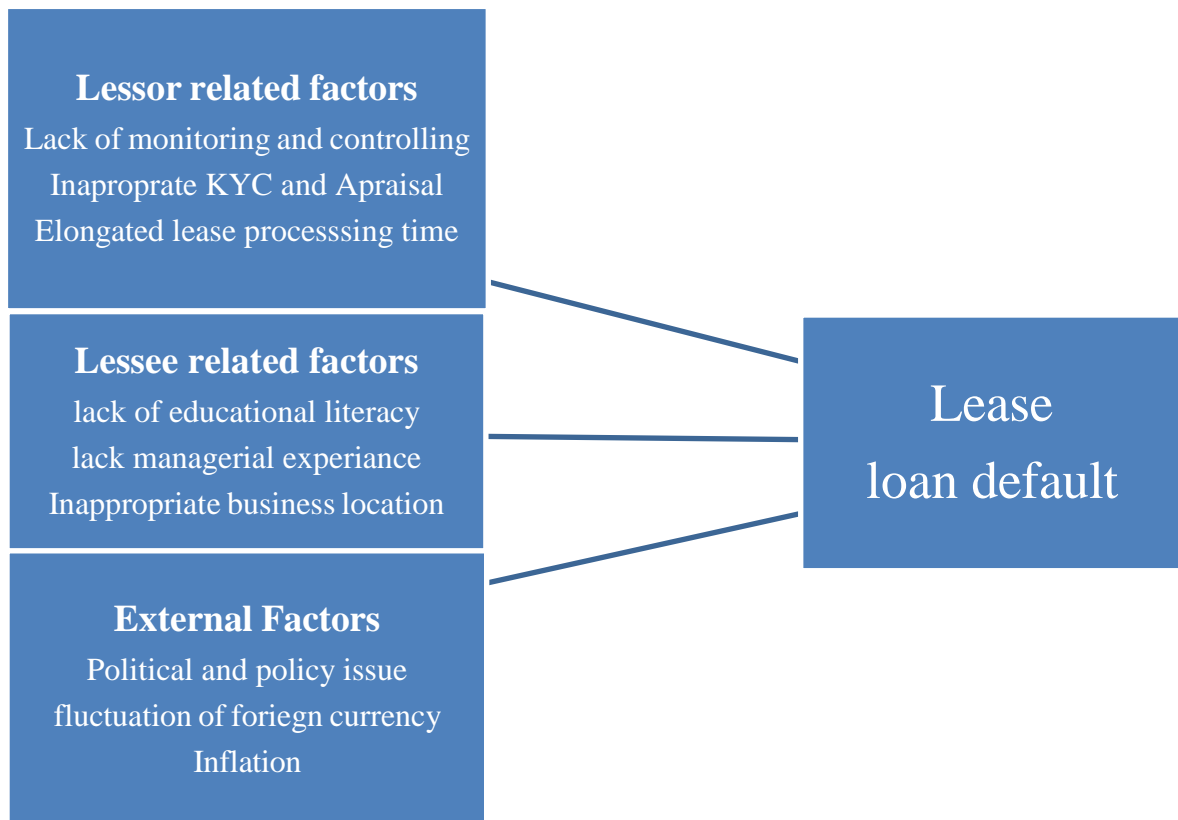 Lessor related factors
Lack of monitoring and controlling
Inaproprate KYC and Apraisal
Elongated lease processsing time
Lessee related factors
lack of educational literacy
lack managerial experiance
Inappropriate business location
External Factors
Political and policy issue
fluctuation of foriegn currency
Inflation
Lease
loan default